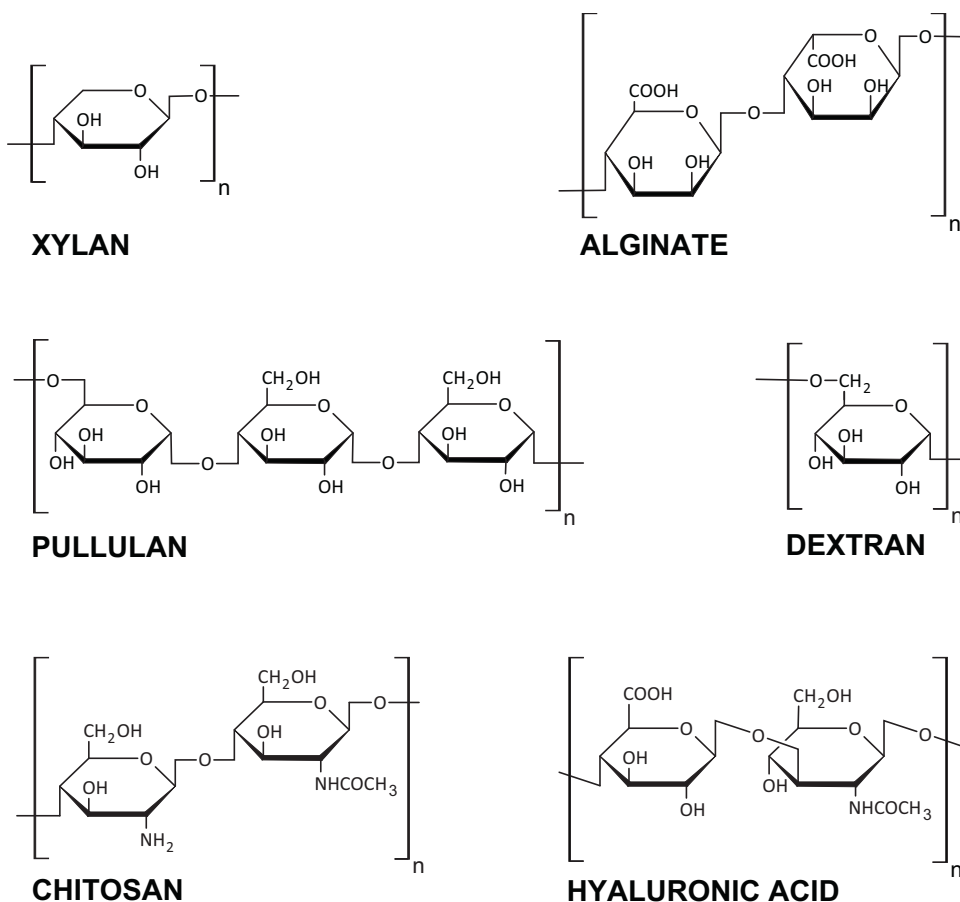 O
O
OH
OH
n
XYLAN
O
O
COOH
COOH
OH OH
O O
OH OH
n
ALGINATE
O
CH₂OH CH₂OH
O O O
OH OH OH
OH O O
OH OH OH
n
PULLULAN
O CH₂
O
OH
OH
OH
n
DEXTRAN
CH₂OH
O O
CH₂OH
OH
O O
NHCOCH₃
OH
NH₂
n
CHITOSAN
COOH CH₂OH
O O O O
OH
OH
OH NHCOCH₃
n
HYALURONIC ACID